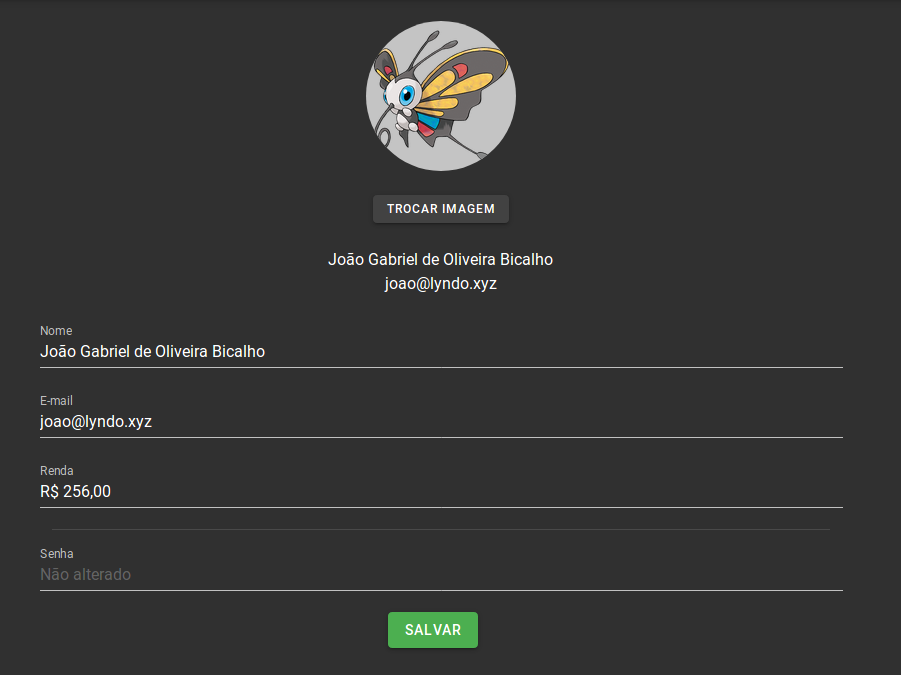 TROCAR IMAGEM
João Gabriel de Oliveira Bicalho
joao@lyndo.xyz
Nome
João Gabriel de Oliveira Bicalho
E-mail
joao@lyndo.xyz
Renda
R$ 256,00
Senha
Não alterado
SALVAR